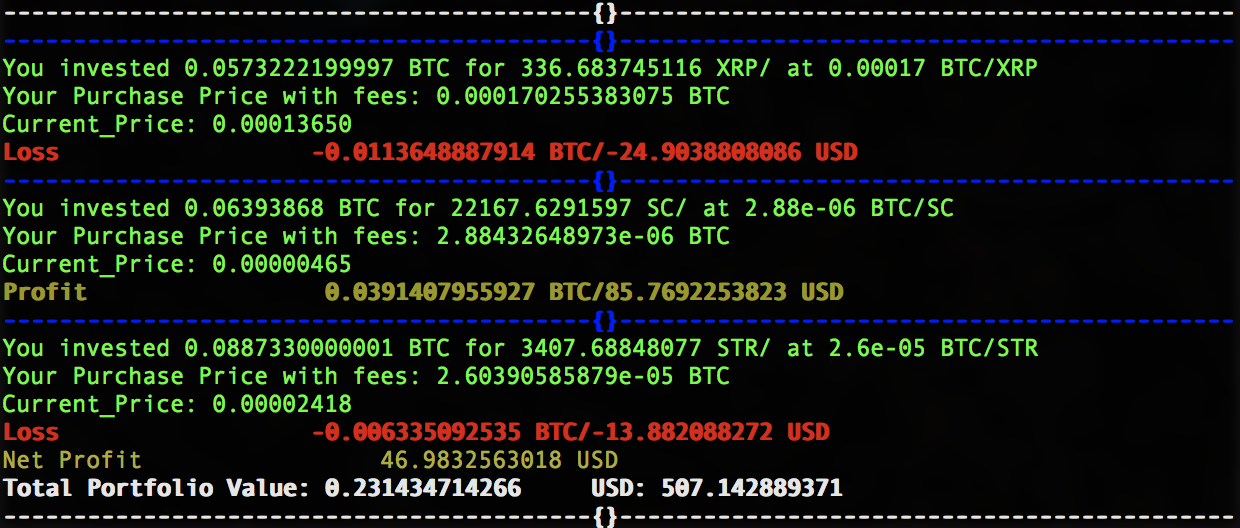 ------------------------------------------{}--------------------------------------------
------------------------------------------{}--------------------------------------------
You invested 0.0573222199997 BTC for 336.683745116 XRP/ at 0.00017 BTC/XRP
Your Purchase Price with fees: 0.000170255383075 BTC
Current_Price: 0.00013650
Loss -0.0113648887914 BTC/-24.9038808086 USD
------------------------------------------{}--------------------------------------------
You invested 0.06393868 BTC for 22167.6291597 SC/ at 2.88e-06 BTC/SC
Your Purchase Price with fees: 2.88432648973e-06 BTC
Current_Price: 0.00000465
Profit 0.0391407955927 BTC/85.7692253823 USD
------------------------------------------{}--------------------------------------------
You invested 0.0887330000001 BTC for 3407.68848077 STR/ at 2.6e-05 BTC/STR
Your Purchase Price with fees: 2.60390585879e-05 BTC
Current_Price: 0.00002418
Loss -0.006335092535 BTC/-13.882088272 USD
Net Profit 46.9832563018 USD
Total Portfolio Value: 0.231434714266 USD: 507.142889371
------------------------------------------{}--------------------------------------------